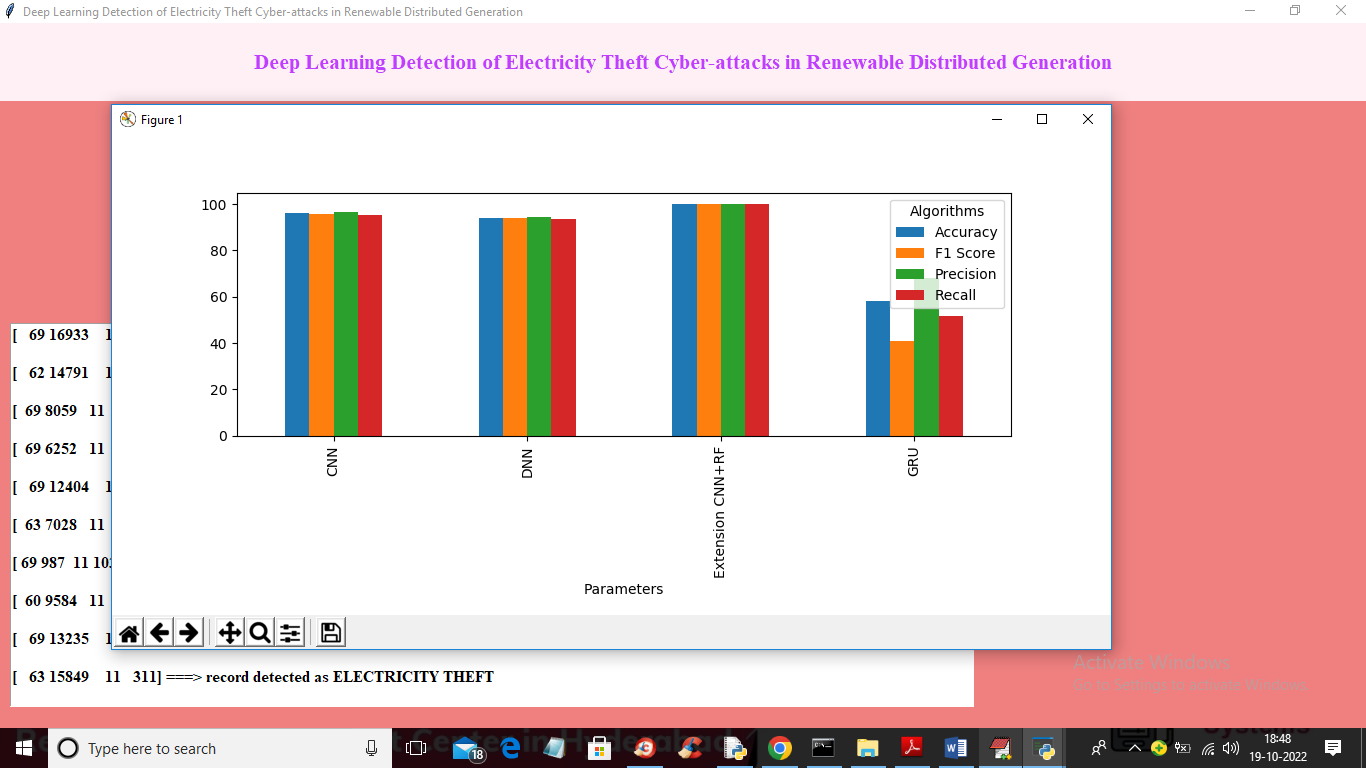 Deep Learning Detection of Electricity Theft Cyber-attacks in Renewable Distributed Generation
Deep Learning Detection of Electricity Theft Cyber-attacks in Renewable Distributed Generation
Figure 1
100
80
60
40
20
0
Algorithms
Accuracy
F1 Score
Precision
Recall
CNN
DNN
Extension CNN+RF
GRU
Parameters
[ 69 16933 1
[ 62 14791 1
[ 69 8059 11
[ 69 6252 11
[ 69 12404 1
[ 63 7028 11
[ 69 987 11 10
[ 60 9584 11
[ 69 13235 1
[ 63 15849 11 311] ===> record detected as ELECTRICITY THEFT
Activate Windows
Go to Settings to activate Windows.
Type here to search
18
18:48
19-10-2022